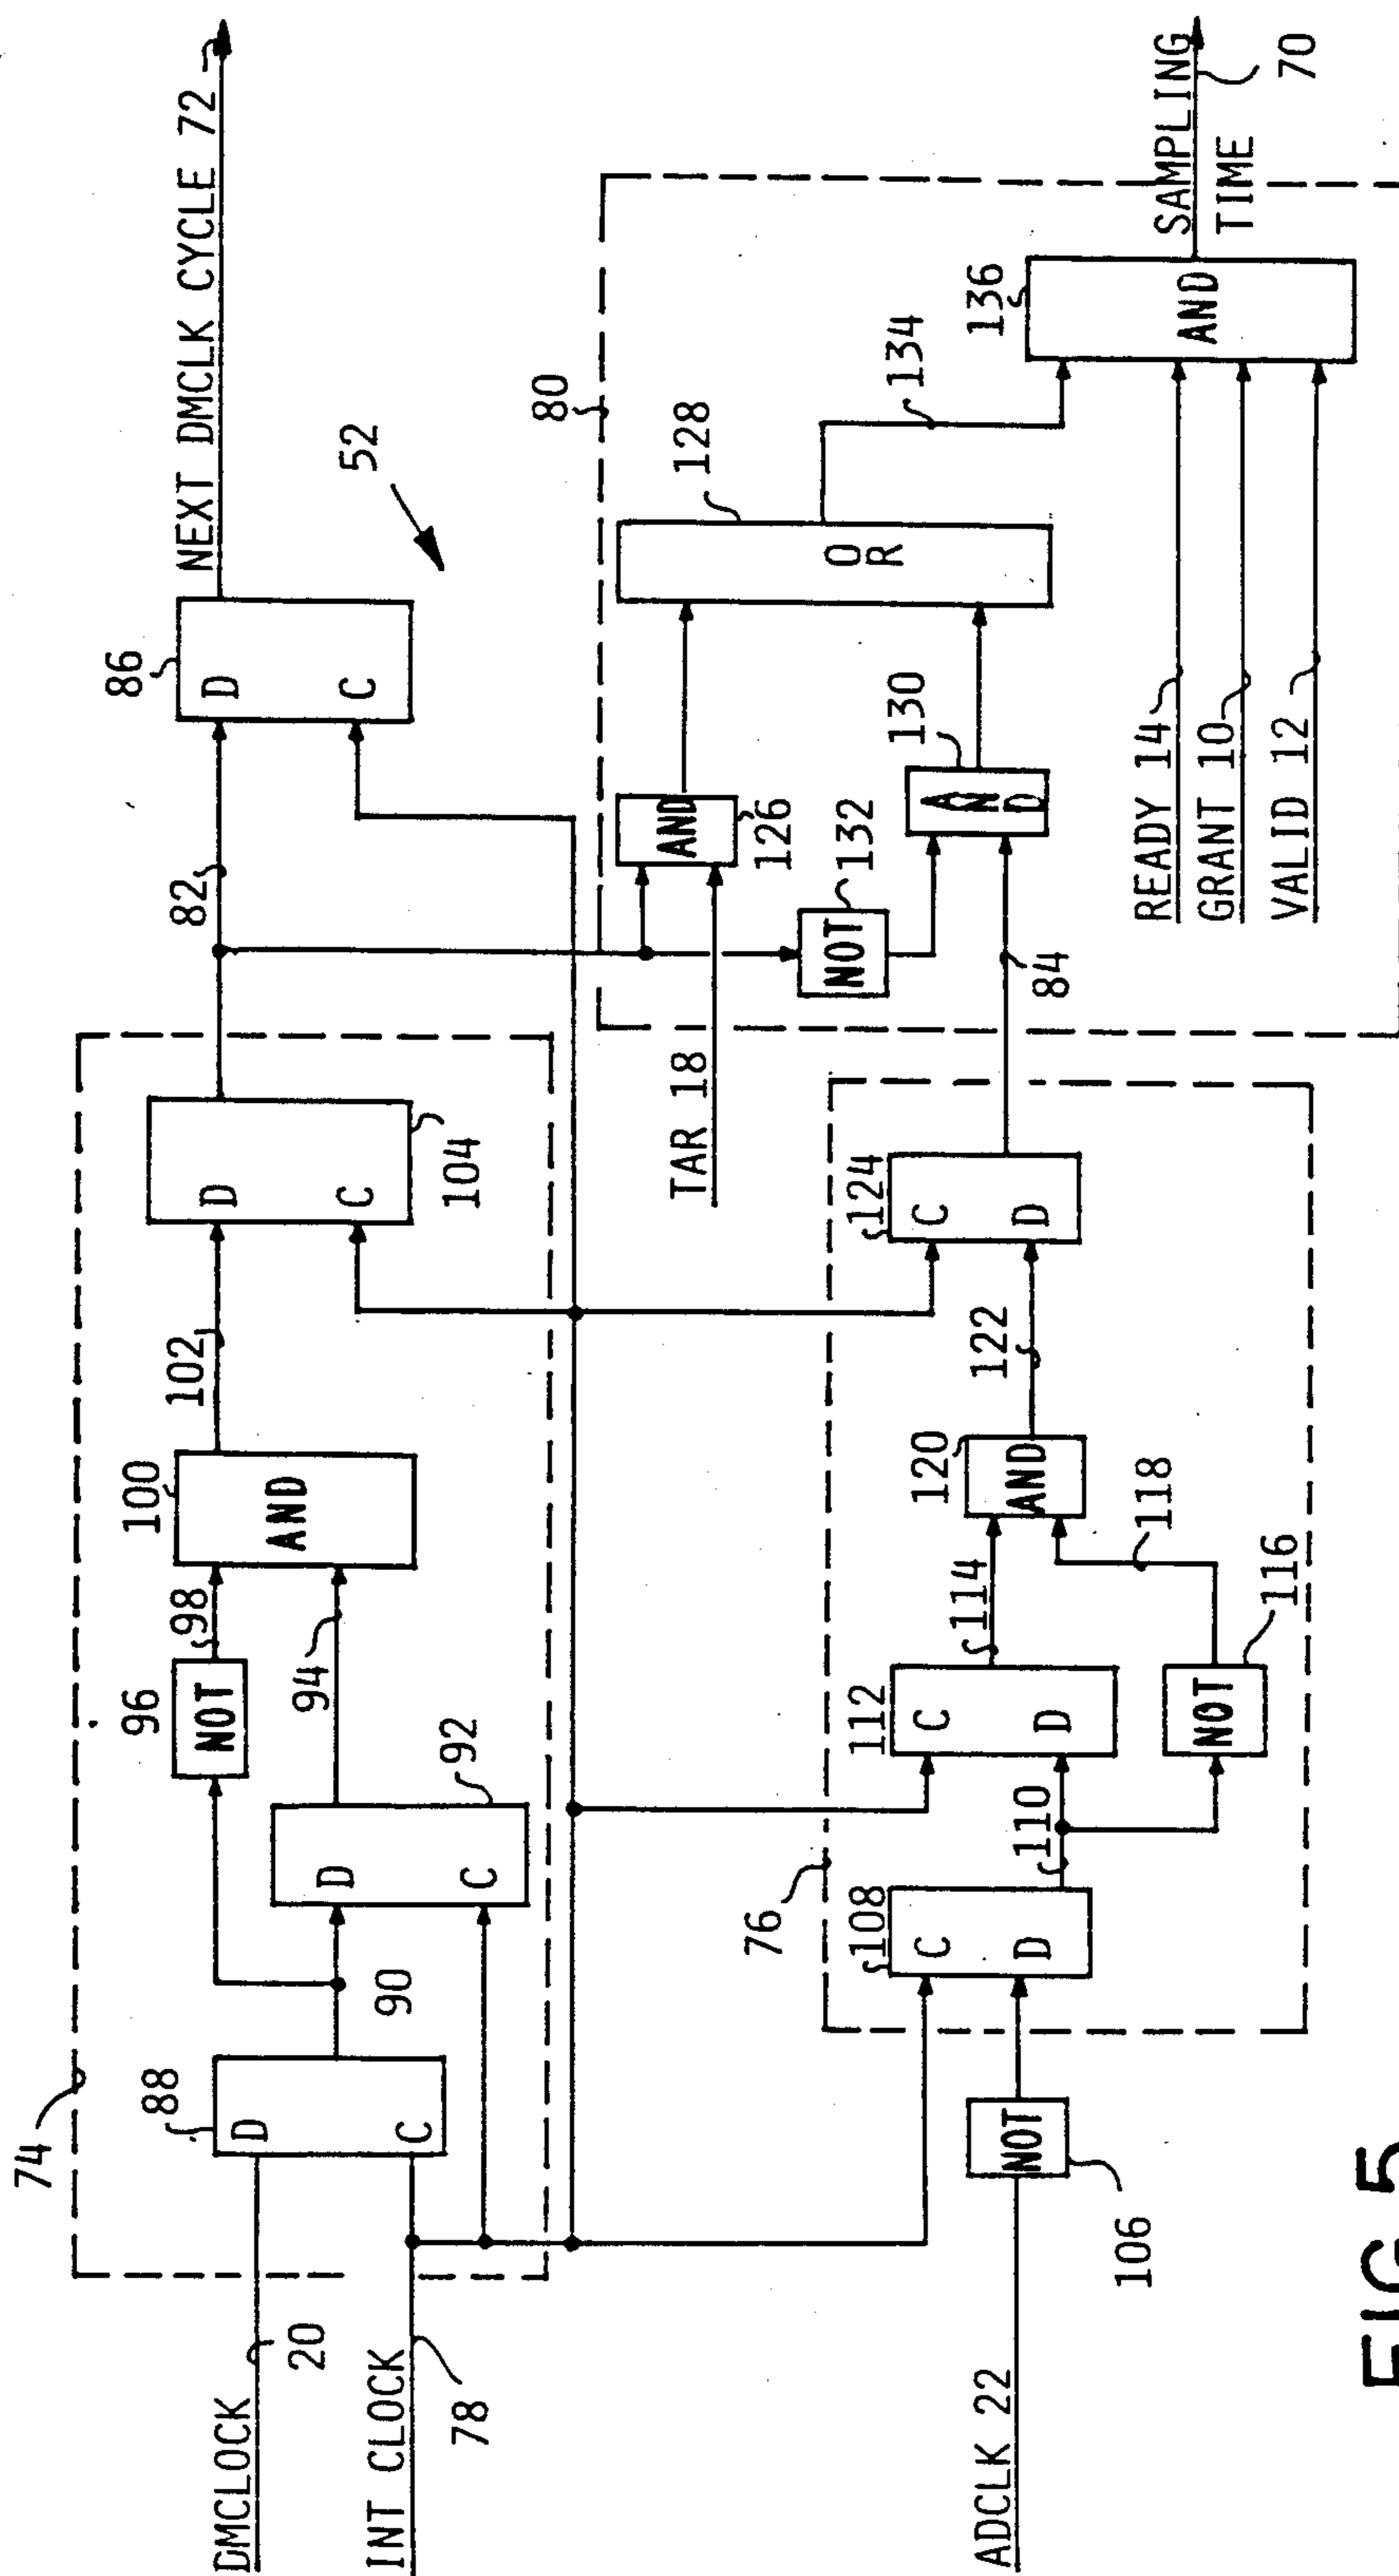 74
DMCLOCK
20
INT CLOCK
78
88
D
C
90
D
C
92
96
NOT
98
94
100
AND
102
D
C
104
82
86
D
C
NEXT DMCLK CYCLE 72
52
ADCLK 22
106
NOT
76
108
C
D
110
112
C
D
114
116
NOT
118
120
AND
122
124
C
D
84
80
TAR 18
AND
126
NOT
132
AND
130
128
OR
134
READY 14
GRANT 10
VALID 12
136
AND
SAMPLING
TIME
70
FIG 5